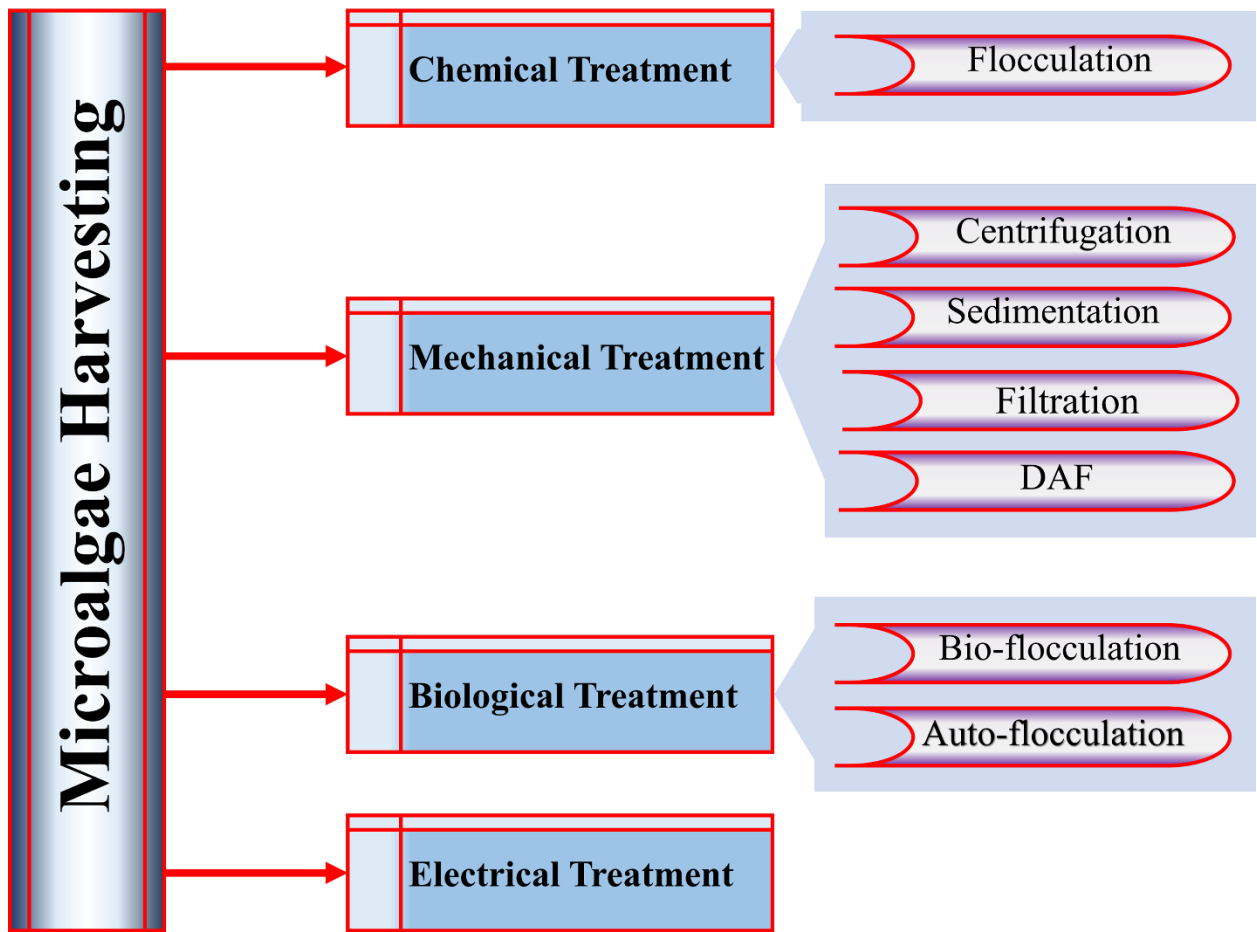 Microalgae Harvesting
Chemical Treatment
Flocculation
Mechanical Treatment
Centrifugation
Sedimentation
Filtration
DAF
Biological Treatment
Bio-flocculation
Auto-flocculation
Electrical Treatment